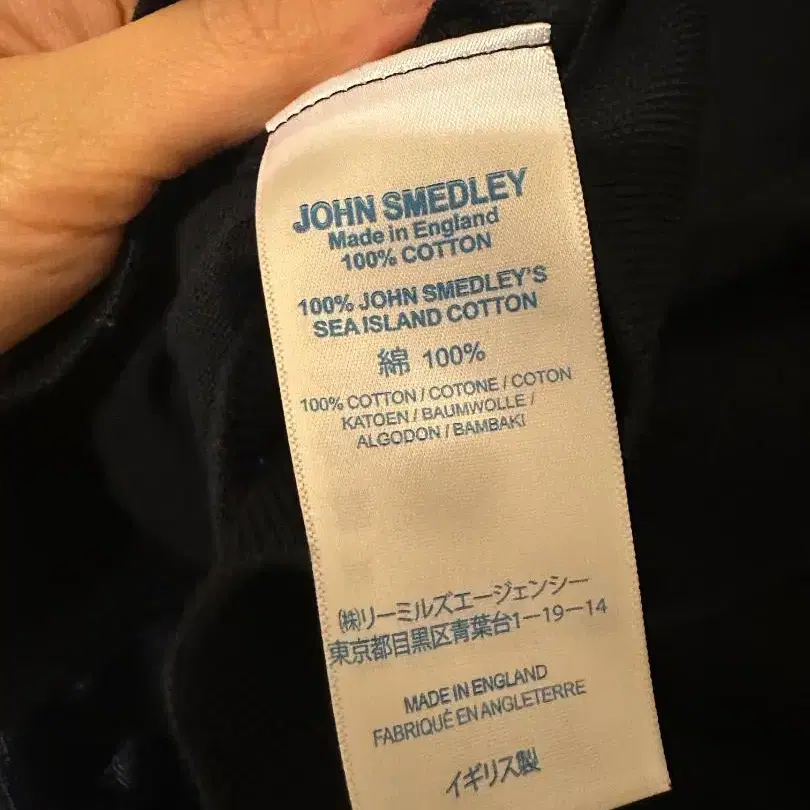 JOHN SMEDLEY
Made in England
100% COTTON
100% JOHN SMEDLEY'S
SEA ISLAND COTTON
綿 100%
100% COTTON / COTONE / COTON
KATOEN / BAUMWOLLE /
ALGODON / BAMBAKI
㈱リーミルズエージェンシー
東京都目黒区青葉台1-19-14
MADE IN ENGLAND
FABRIQUÉ EN ANGLETERRE
イギリス製